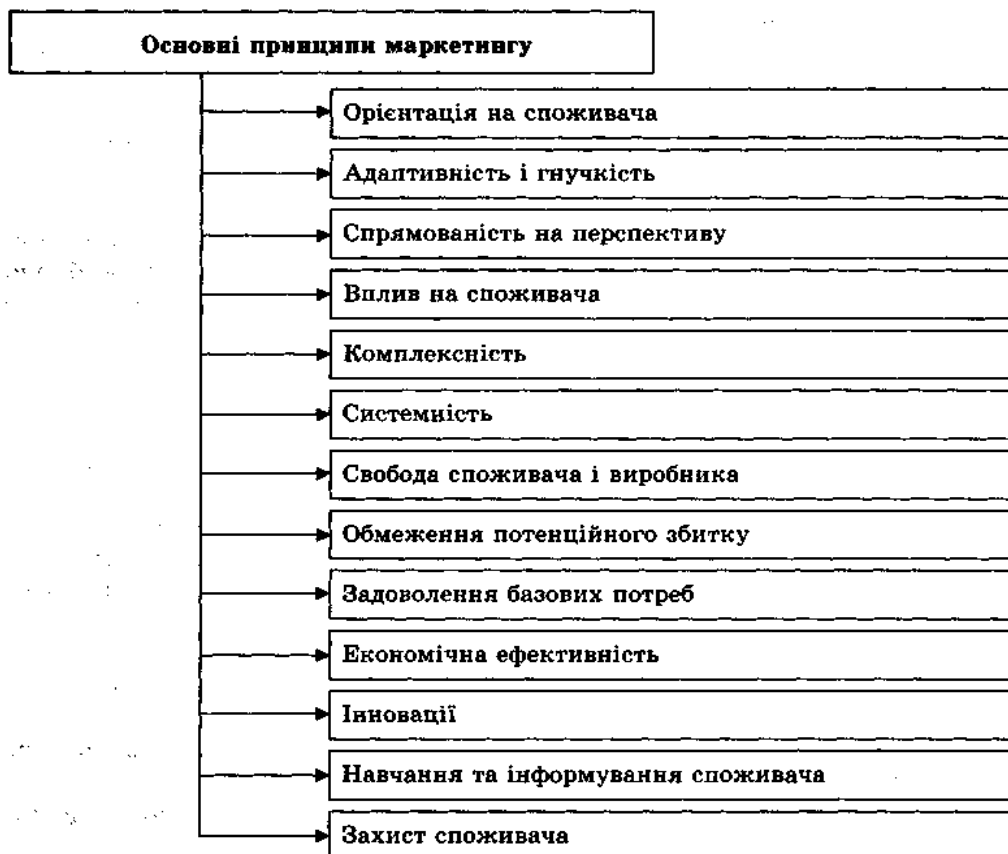 Основні принципи маркетингу
Орієнтація на споживача
Адаптивність і гнучкість
Спрямованість на перспективу
Вплив на споживача
Комплексність
Системність
Свобода споживача і виробника
Обмеження потенційного збитку
Задоволення базових потреб
Економічна ефективність
Інновації
Навчання та інформування споживача
Захист споживача